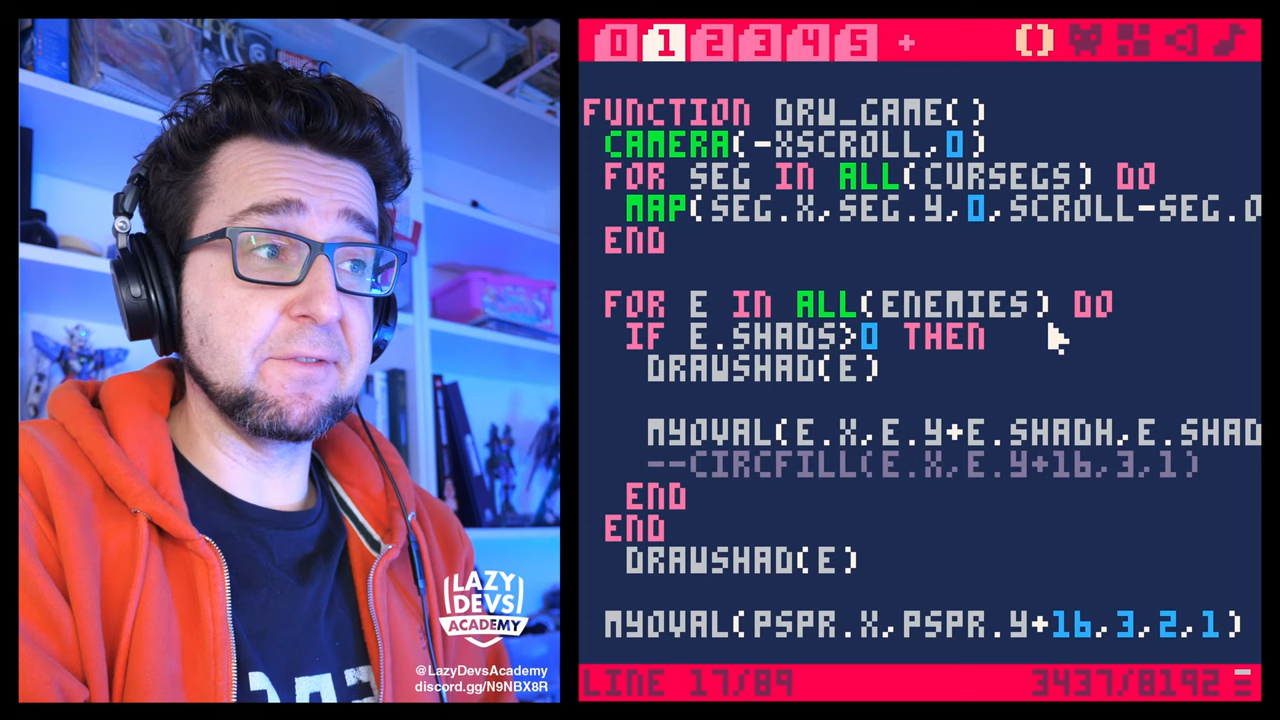 0 1 2 3 4 5 + ()
FUNCTION DRW_GAME()
CAMERA(-XSCROLL,0)
FOR SEG IN ALL(CURSEGS) DO
MAP(SEG.X,SEG.Y,0,SCROLL-SEG.O
END
FOR E IN ALL(ENEMIES) DO
IF E.SHADS>0 THEN
DRAWSHAD(E)
MYOVAL(E.X,E.Y+E.SHADH,E.SHAD
--CIRCFILL(E.X,E.Y+16,3,1)
END
END
DRAWSHAD(E)
MYOVAL(PSPR.X,PSPR.Y+16,3,2,1)
LINE 17/89
3437/8192
LAZY
DEVS
ACADEMY
@LazyDevsAcademy
discord.gg/N9NBX8R